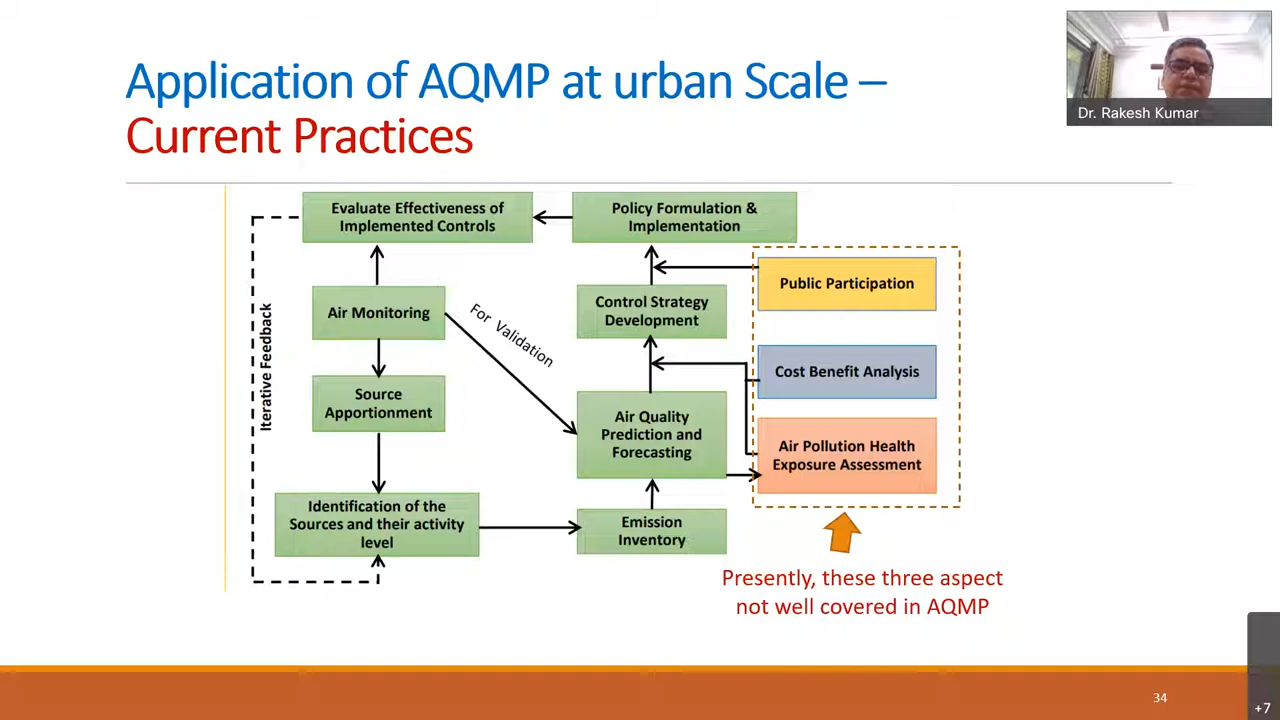 Application of AQMP at urban Scale –
Current Practices
Dr. Rakesh Kumar
Evaluate Effectiveness of
Implemented Controls
Policy Formulation &
Implementation
Public Participation
Air Monitoring
For Validation
Control Strategy
Development
Iterative Feedback
Cost Benefit Analysis
Source
Apportionment
Air Quality
Prediction and
Forecasting
Air Pollution Health
Exposure Assessment
Identification of the
Sources and their activity
level
Emission
Inventory
Presently, these three aspect
not well covered in AQMP
34
+7